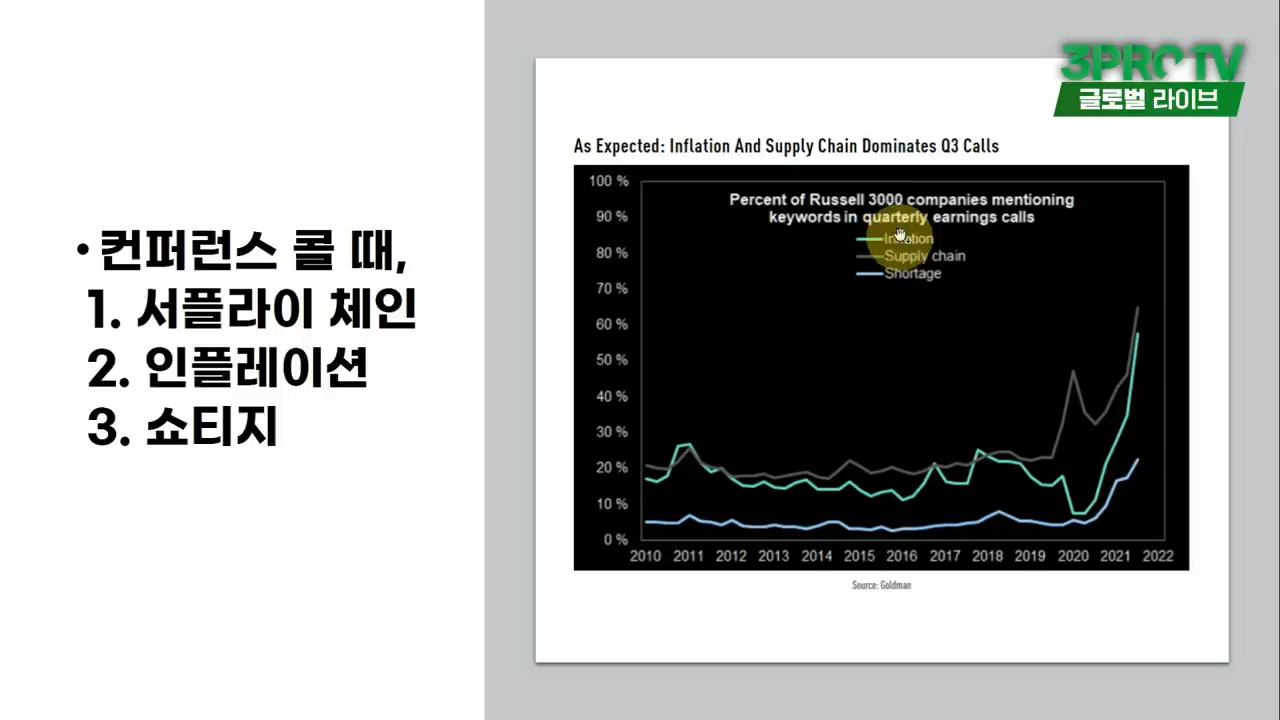 •컨퍼런스 콜 때,
1. 서플라이 체인
2. 인플레이션
3. 쇼티지
3PRO TV
글로벌 라이브
As Expected: Inflation And Supply Chain Dominates Q3 Calls
Percent of Russell 3000 companies mentioning
keywords in quarterly earnings calls
Inflation
Supply chain
Shortage
100 %
90 %
80 %
70 %
60 %
50 %
40 %
30 %
20 %
10 %
0 %
2010 2011 2012 2013 2014 2015 2016 2017 2018 2019 2020 2021 2022
Source: Goldman